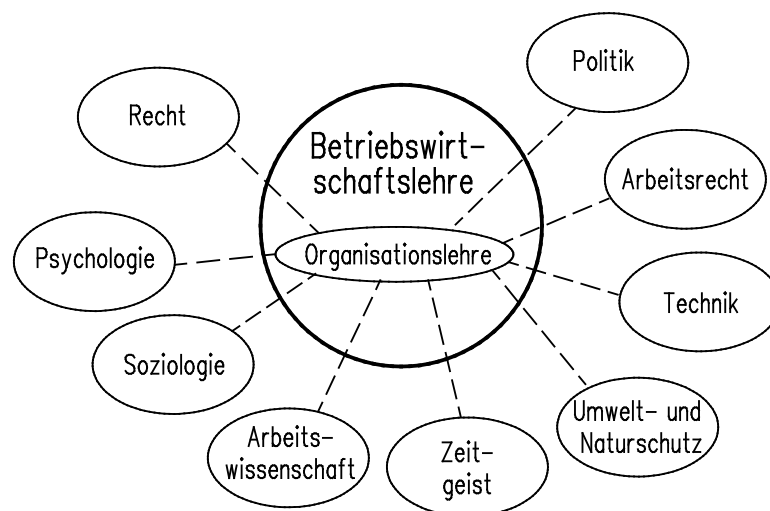 Politik
Recht
Betriebswirt-
schaftslehre
Arbeitsrecht
Organisationslehre
Psychologie
Technik
Soziologie
Umwelt- und
Naturschutz
Arbeits-
wissenschaft
Zeit-
geist